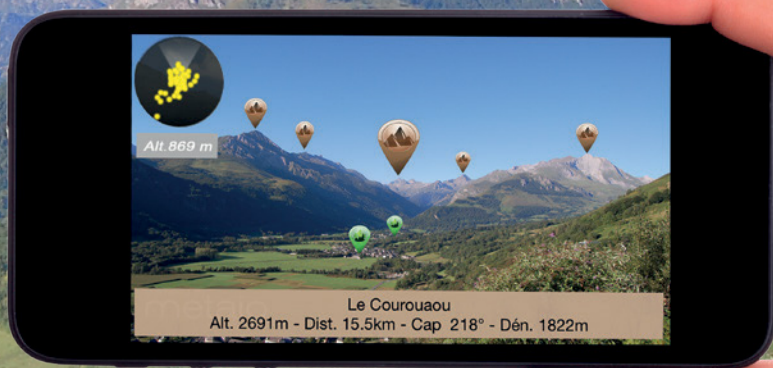 Alt. 869 m
Le Courouaou
Alt. 2691m - Dist. 15.5km - Cap 218° - Dén. 1822m